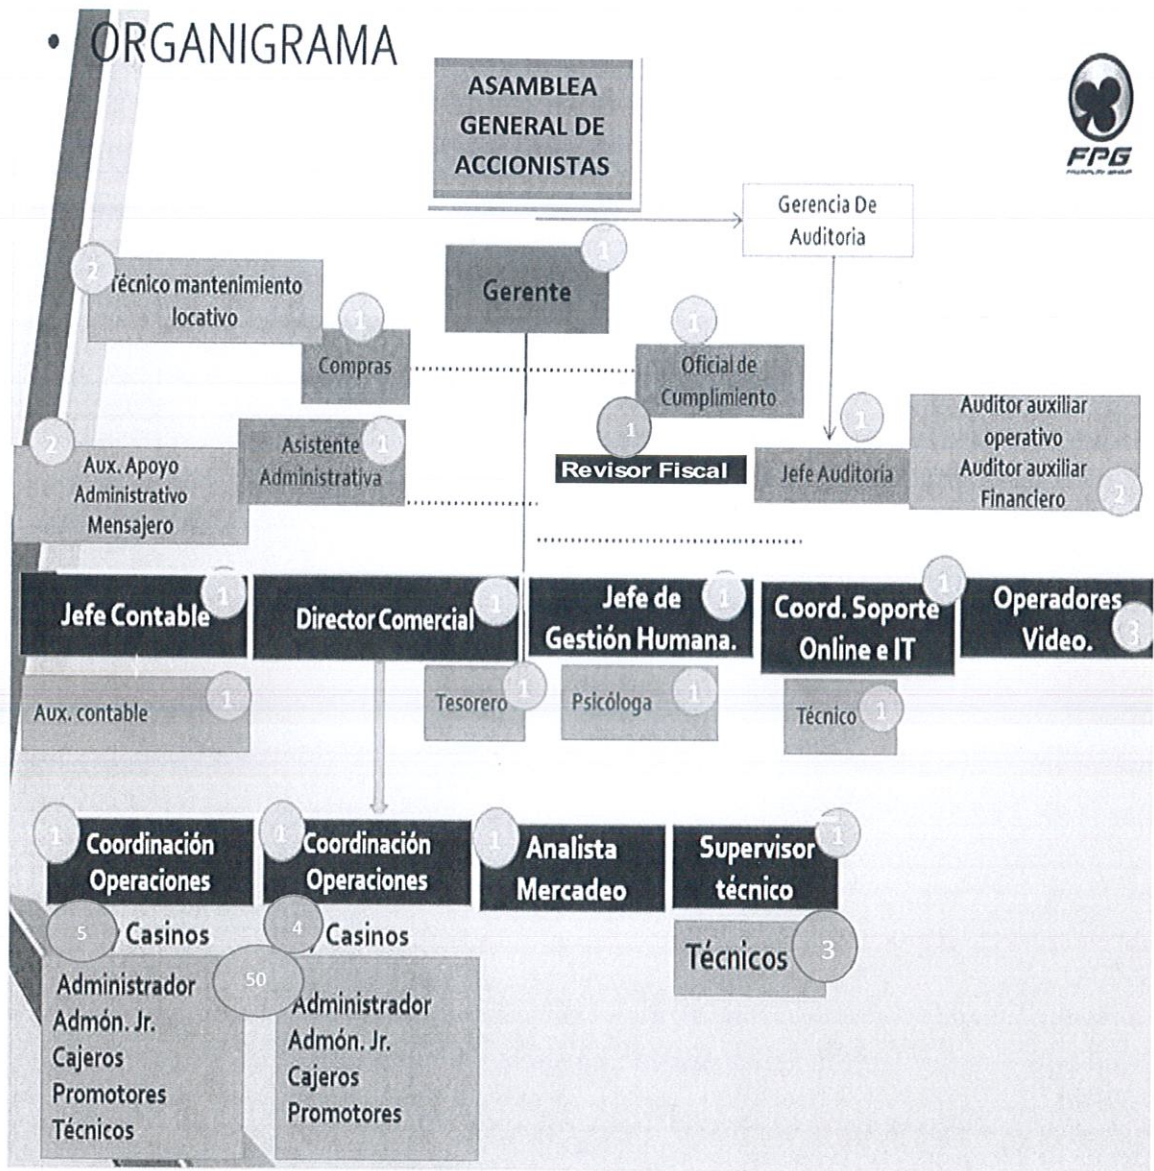 • ORGANIGRAMA
ASAMBLEA
GENERAL DE
ACCIONISTAS
FPG
Gerencia De
Auditoria
1
Gerente
2
Técnico mantenimiento
locativo
1
Compras
1
Oficial de
Cumplimiento
1
Revisor Fiscal
1
Jefe Auditoria
Auditor auxiliar
operativo
Auditor auxiliar
Financiero
2
2
Aux. Apoyo
Administrativo
Mensajero
Asistente
Administrativa
1
Jefe Contable
1
Director Comercial
1
Jefe de
Gestión Humana.
1
Coord. Soporte
Online e IT
1
Operadores
Video.
3
Aux. contable
1
Tesorero
1
Psicóloga
1
Técnico
1
1
Coordinación
Operaciones
1
Coordinación
Operaciones
1
Analista
Mercadeo
Supervisor
técnico
1
5
Casinos
4
Casinos
Técnicos
3
50
Administrador
Admón. Jr.
Cajeros
Promotores
Técnicos
Administrador
Admón. Jr.
Cajeros
Promotores